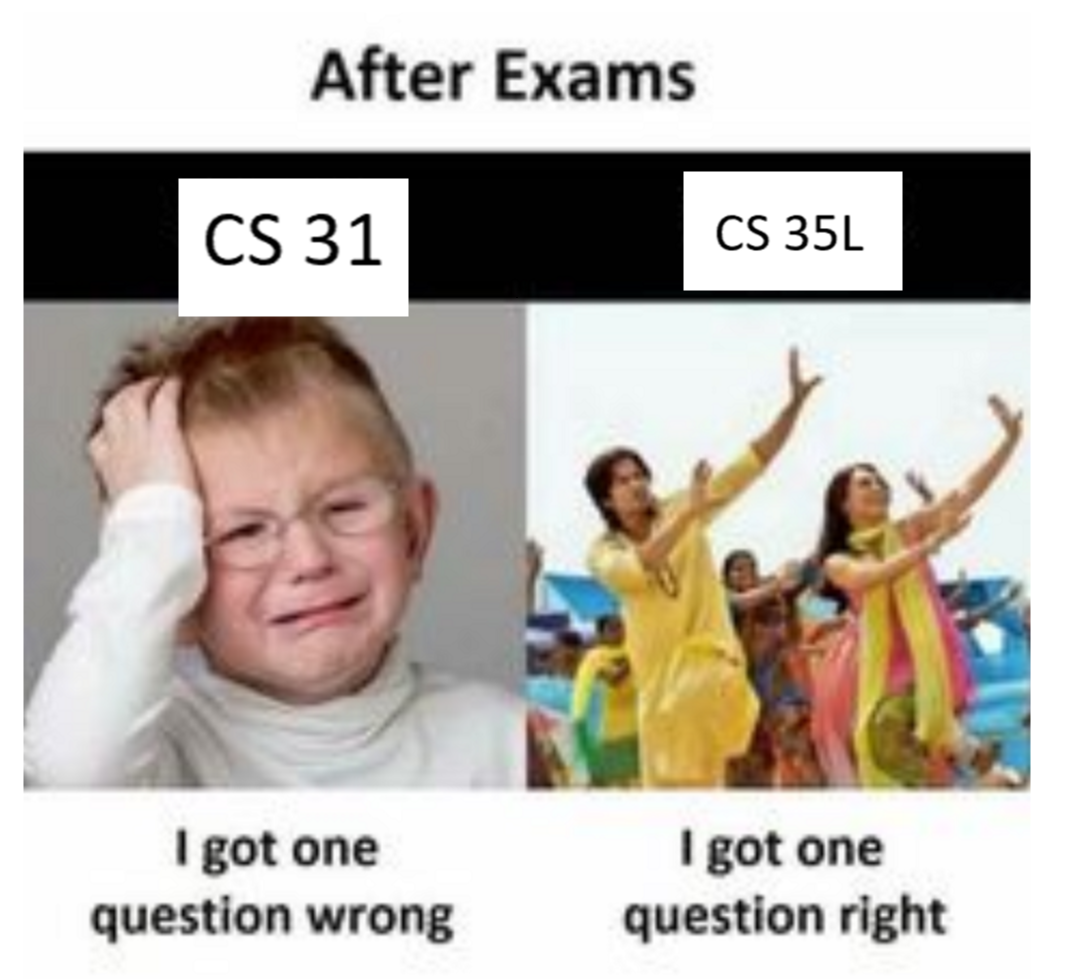 After Exams
CS 31
CS 35L
I got one
question wrong
I got one
question right